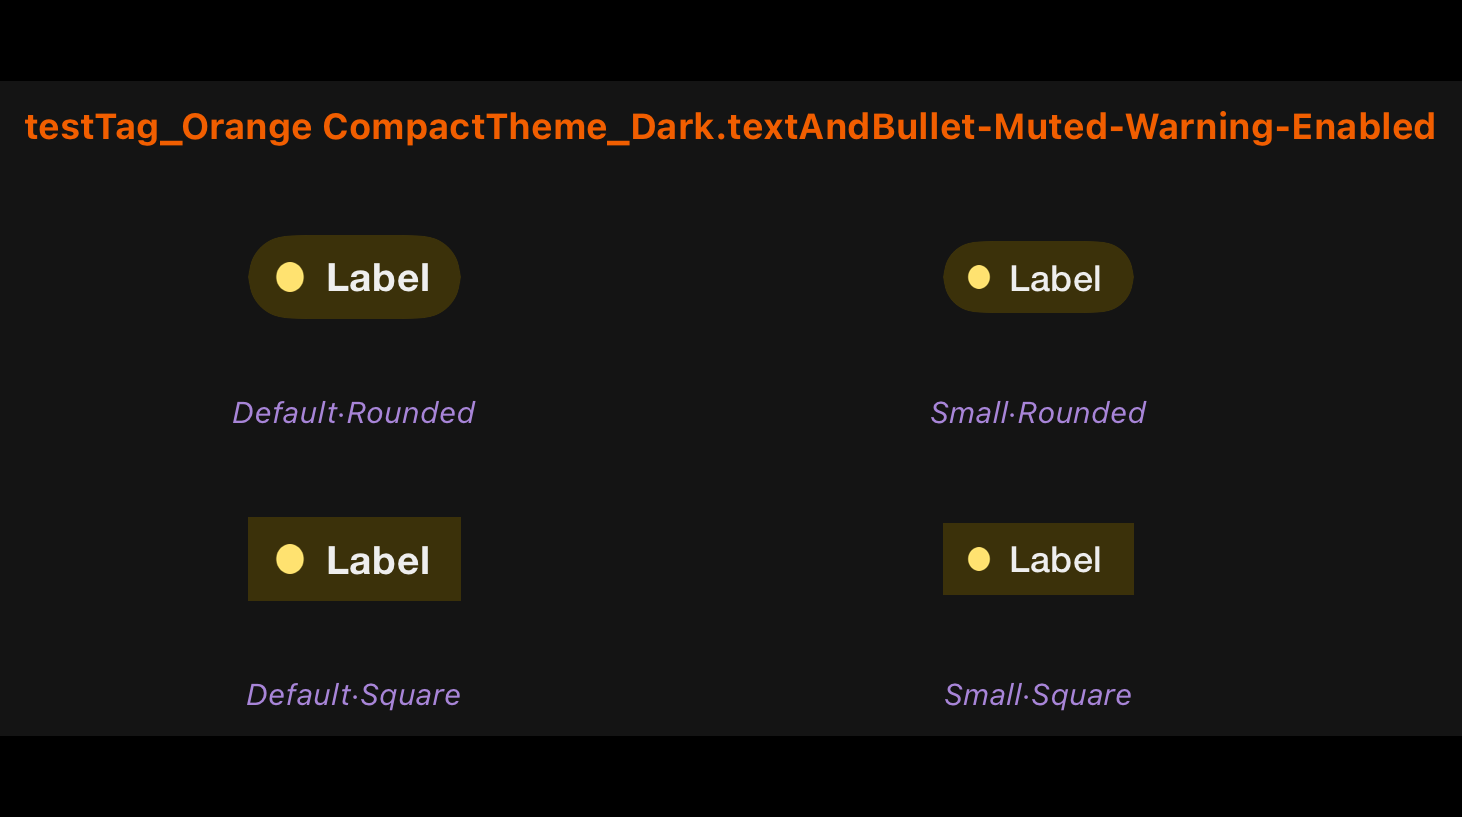 testTag_Orange CompactTheme_Dark.textAndBullet-Muted-Warning-Enabled
Label
Label
Default·Rounded
Small·Rounded
Label
Label
Default·Square
Small·Square